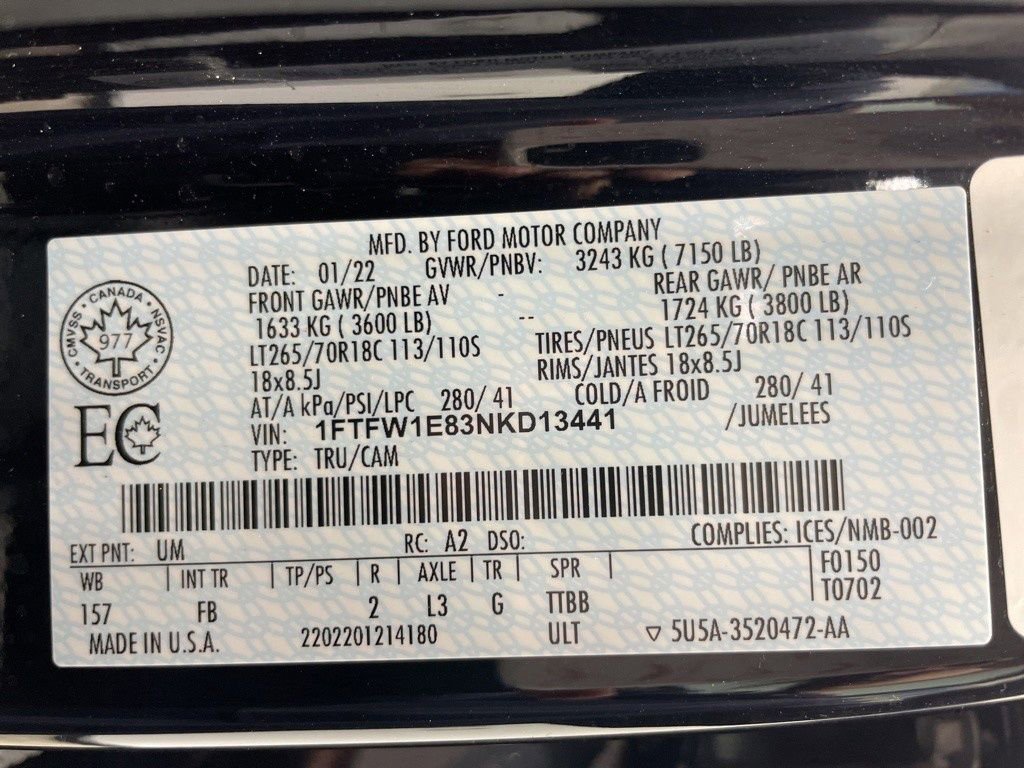 MFD. BY FORD MOTOR COMPANY
DATE: 01/22 GVWR/PNBV: 3243 KG ( 7150 LB)
FRONT GAWR/PNBE AV - REAR GAWR/ PNBE AR
1633 KG ( 3600 LB) -- 1724 KG ( 3800 LB)
LT265/70R18C 113/110S TIRES/PNEUS LT265/70R18C 113/110S
18x8.5J RIMS/JANTES 18x8.5J
AT/A kPa/PSI/LPC 280/ 41 COLD/A FROID 280/ 41
VIN: 1FTFW1E83NKD13441 /JUMELEES
TYPE: TRU/CAM
CANADA
CMVSS NSVAC
977
TRANSPORT
EC
EXT PNT: UM RC: A2 DSO: COMPLIES: ICES/NMB-002
WB | INT TR | TP/PS | R | AXLE | TR | SPR | F0150
157 FB 2 L3 G TTBB T0702
MADE IN U.S.A. 2202201214180 ULT ▽ 5U5A-3520472-AA